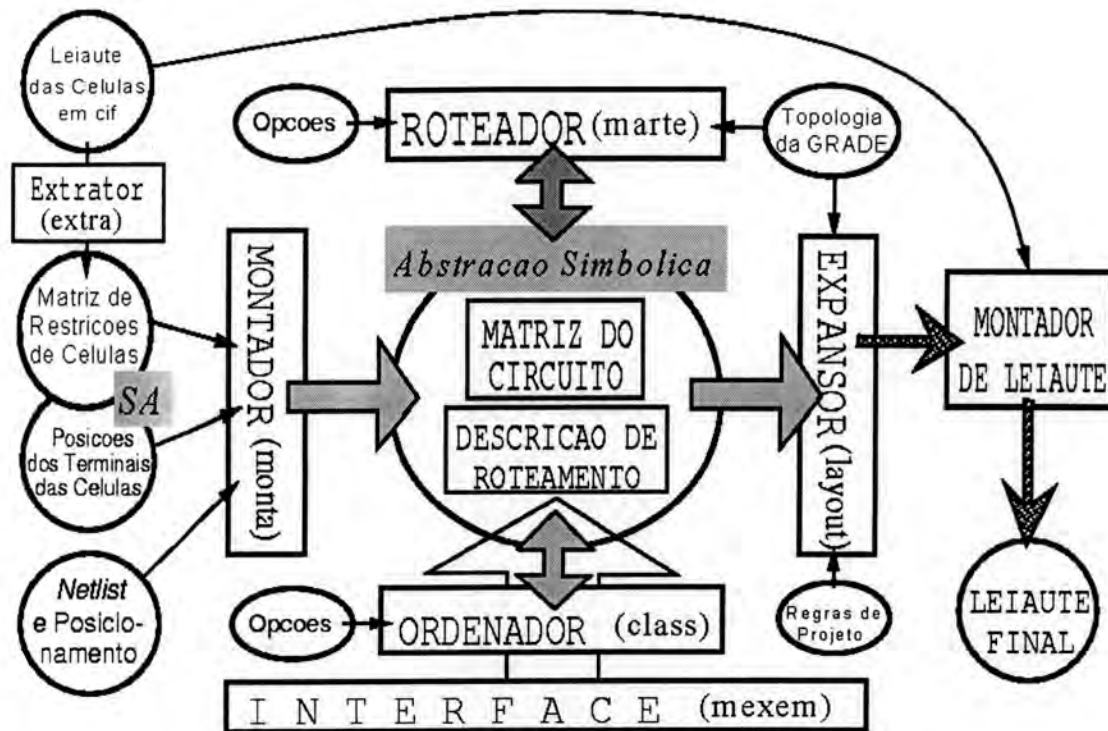 Leiaute
das Celulas
em cif
Extrator
(extra)
Matriz de
Restricoes
de Celulas
SA
Posicoes
dos Terminais
das Celulas
Netlist
e Posicio-
namento
MONTADOR (monta)
Opcoes
ROTEADOR (marte)
Topologia
da GRADE
Abstracao Simbolica
MATRIZ DO
CIRCUITO
DESCRICAO DE
ROTEAMENTO
Opcoes
ORDENADOR (class)
INTERFACE (mexem)
EXPANSOR (layout)
Regras de
Projeto
MONTADOR
DE LEIAUTE
LEIAUTE
FINAL